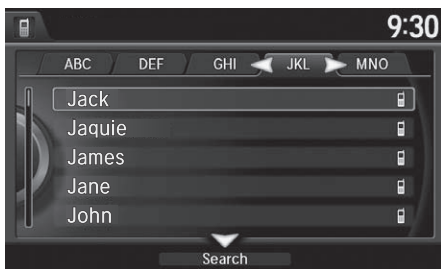 9:30
ABC DEF GHI JKL MNO
Jack
Jaquie
James
Jane
John
Search